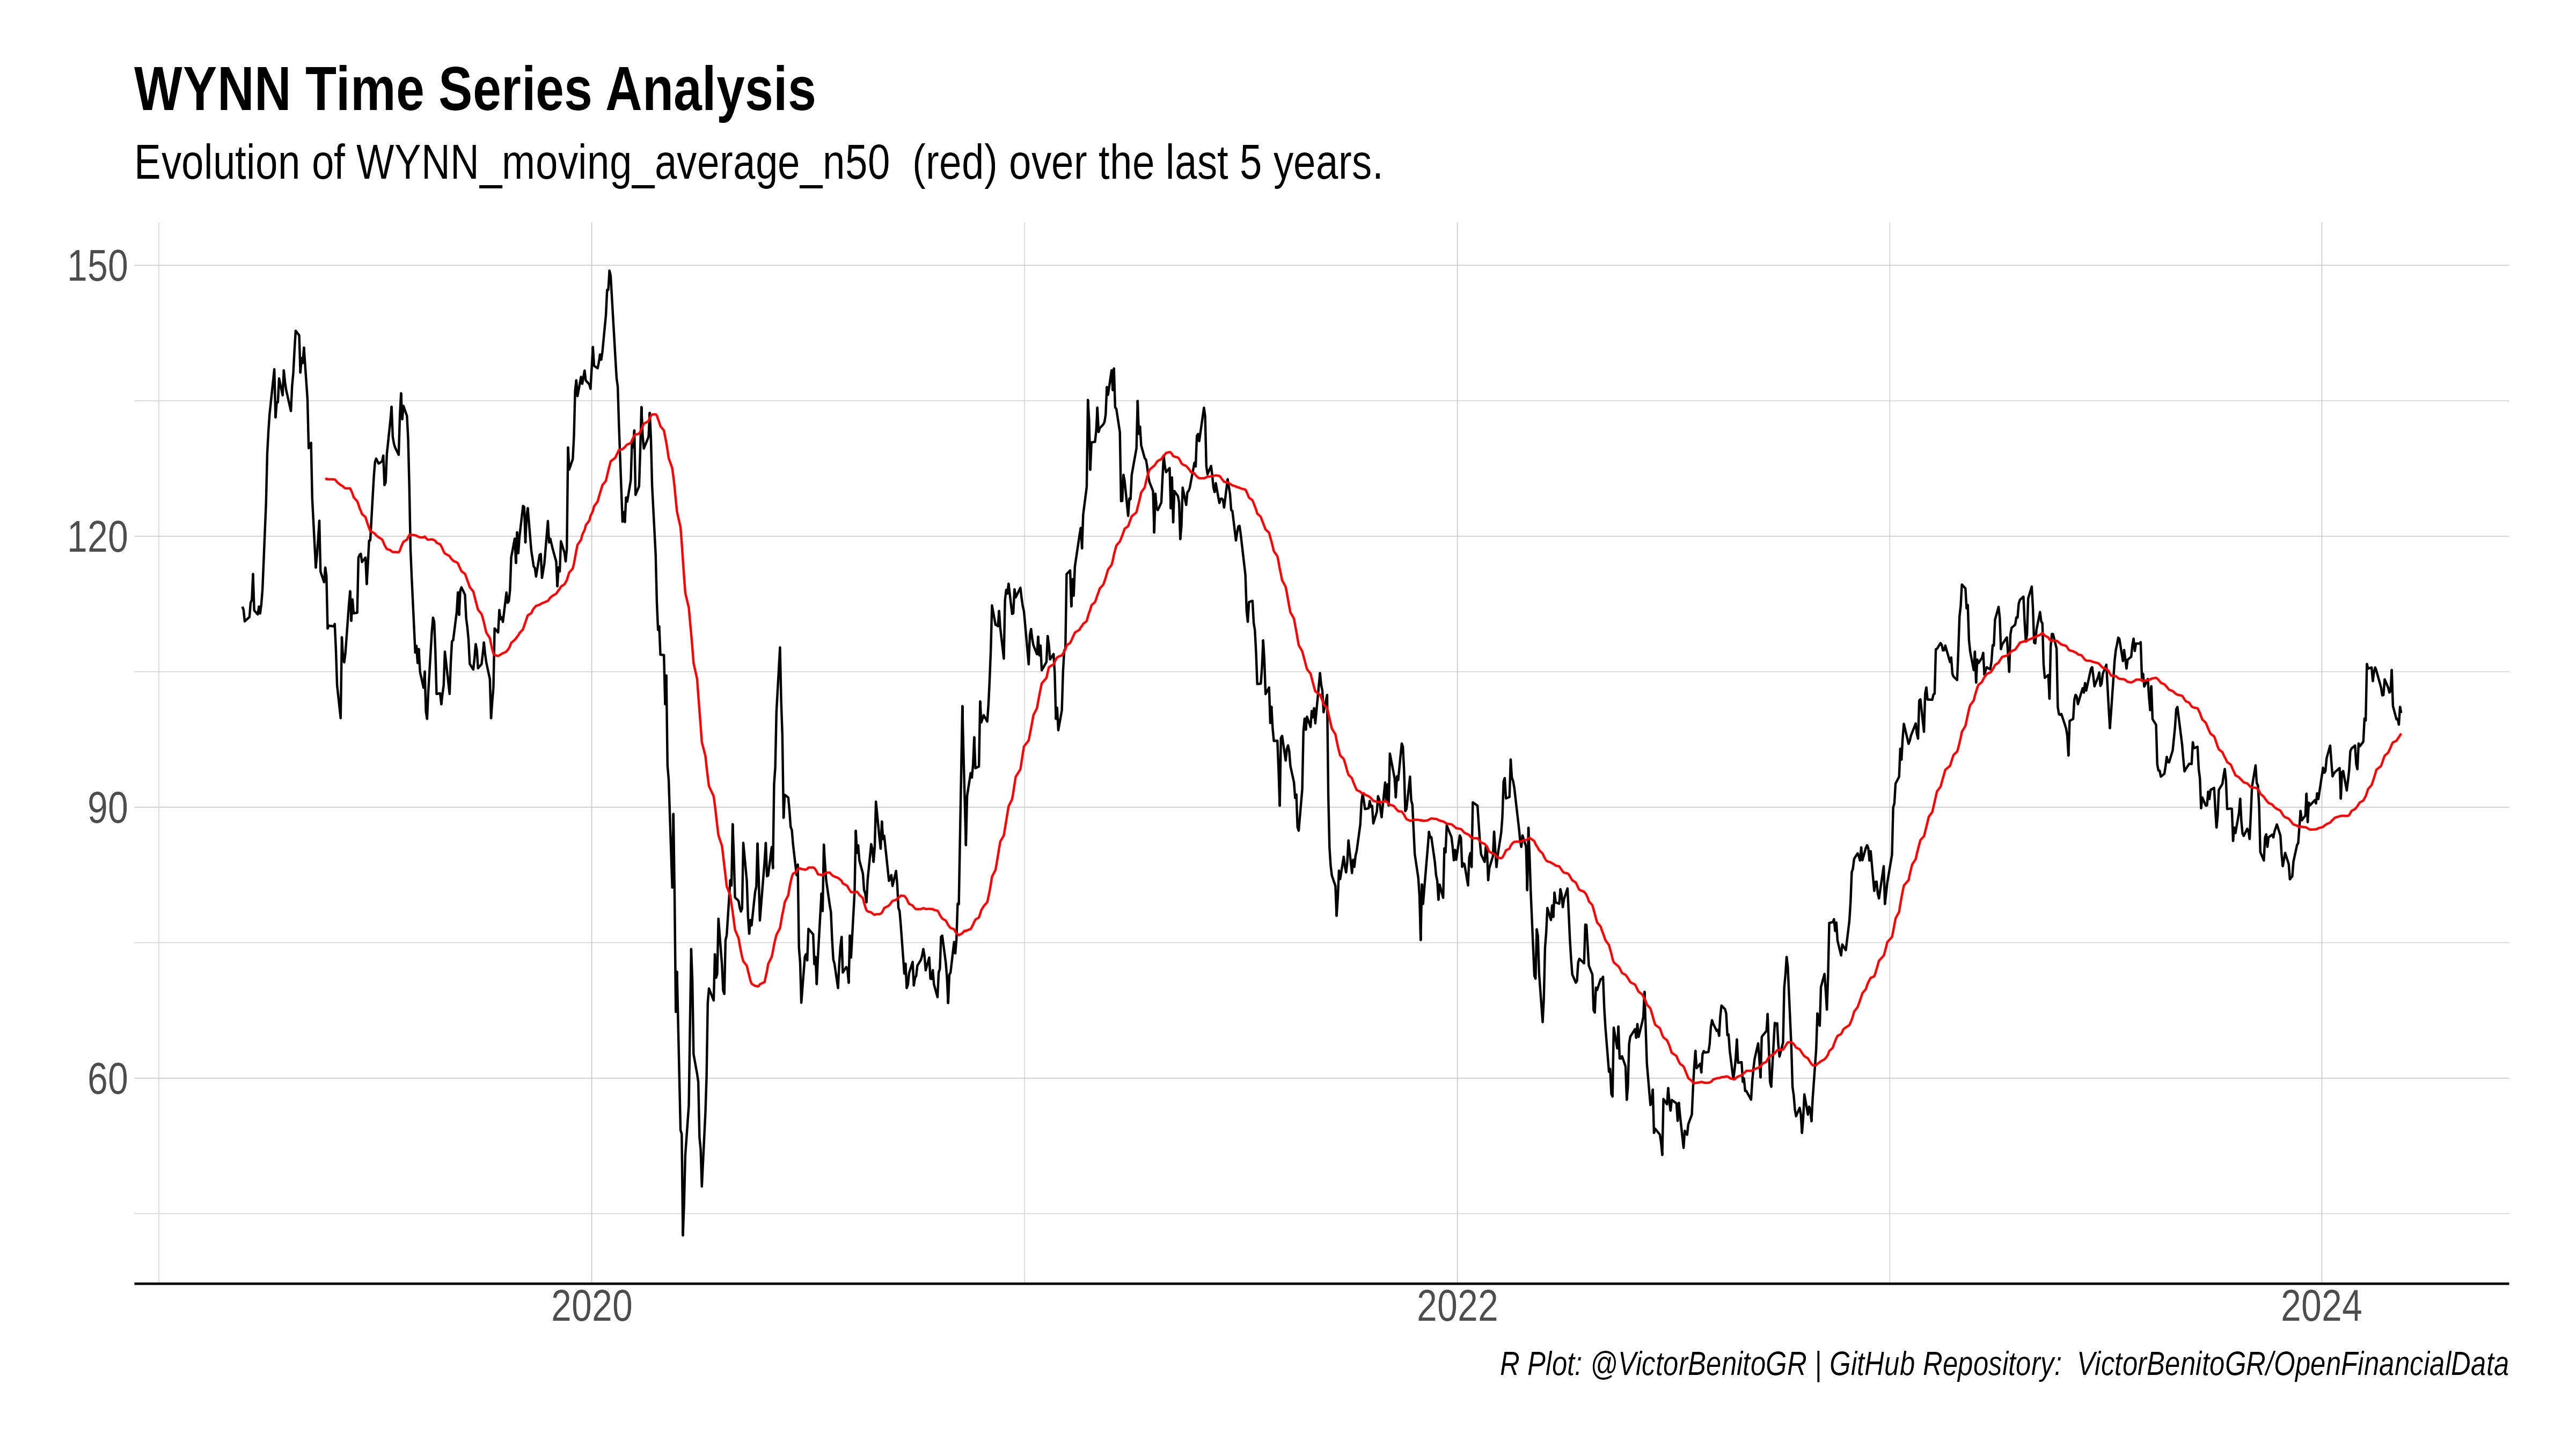 WYNN Time Series Analysis
Evolution of WYNN_moving_average_n50  (red) over the last 5 years.
150
120
90
60
2020 2022 2024
R Plot: @VictorBenitoGR | GitHub Repository:  VictorBenitoGR/OpenFinancialData